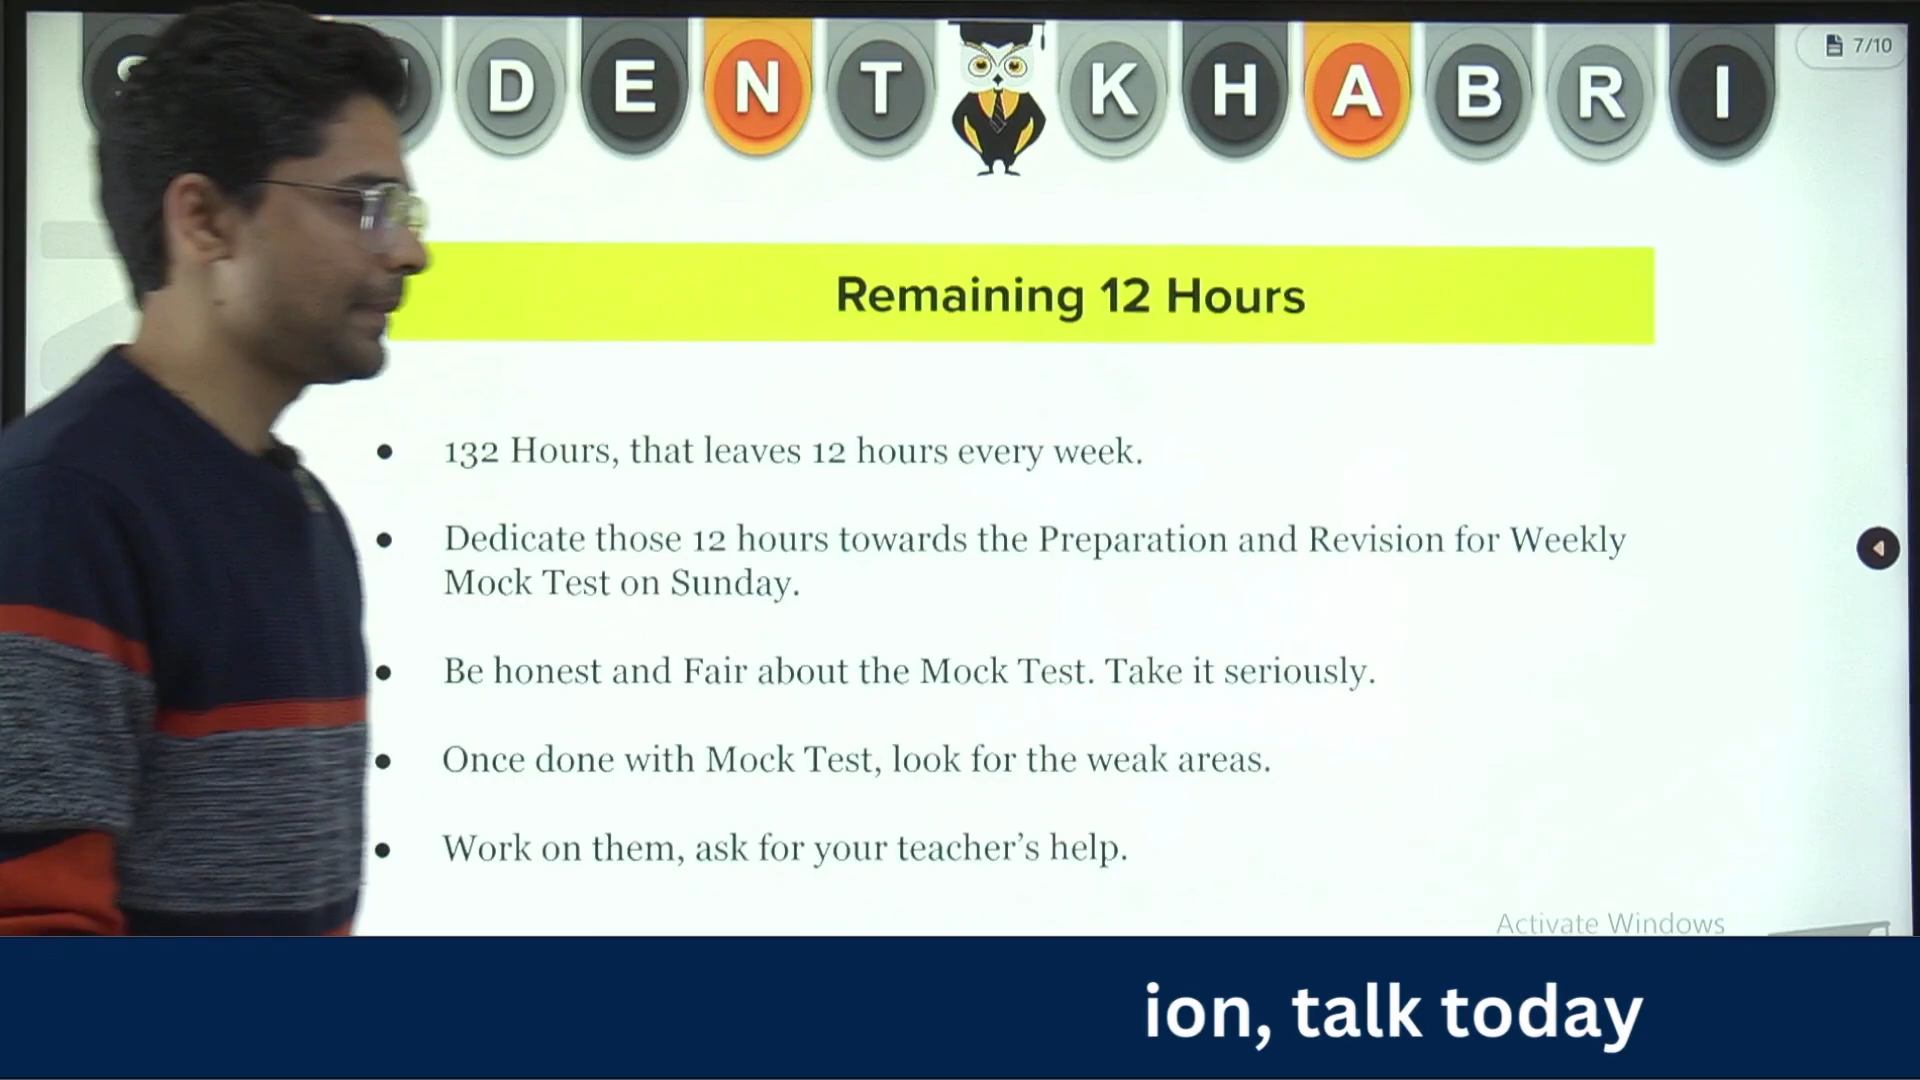 DENT KHABRI
7/10
Remaining 12 Hours
132 Hours, that leaves 12 hours every week.
Dedicate those 12 hours towards the Preparation and Revision for Weekly
Mock Test on Sunday.
Be honest and Fair about the Mock Test. Take it seriously.
Once done with Mock Test, look for the weak areas.
Work on them, ask for your teacher's help.
Activate Windows
ion, talk today